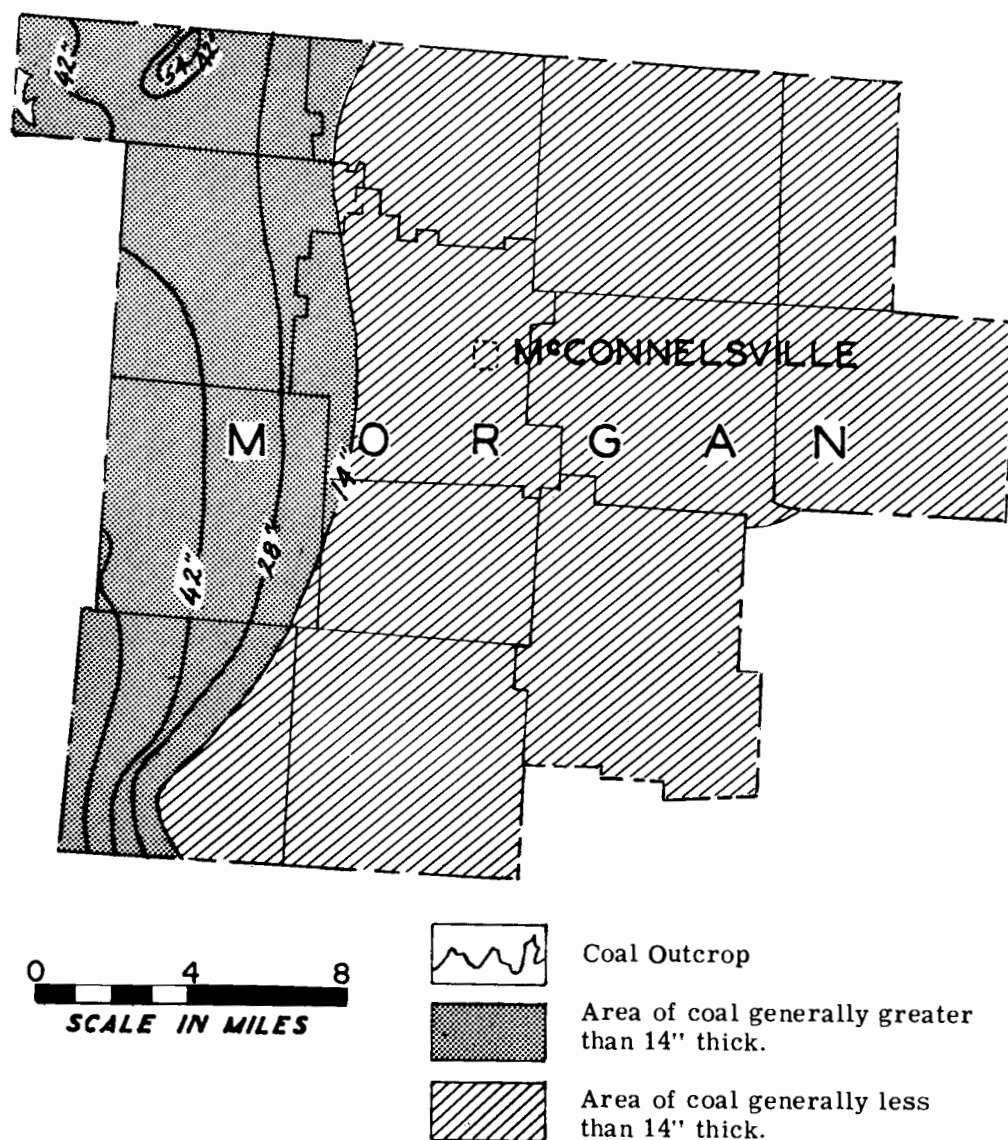 42"
54"
42"
McCONNELSVILLE
M O R G A N
14"
42"
28"
0 4 8
SCALE IN MILES
Coal Outcrop
Area of coal generally greater
than 14" thick.
Area of coal generally less
than 14" thick.